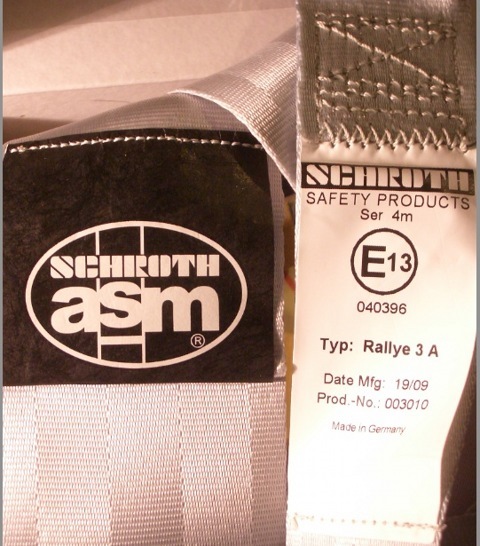 SCHROTH
asm
®
SCHROTH
SAFETY PRODUCTS
Ser 4m
E13
040396
Typ: Rallye 3 A
Date Mfg: 19/09
Prod.-No.: 003010
Made in Germany